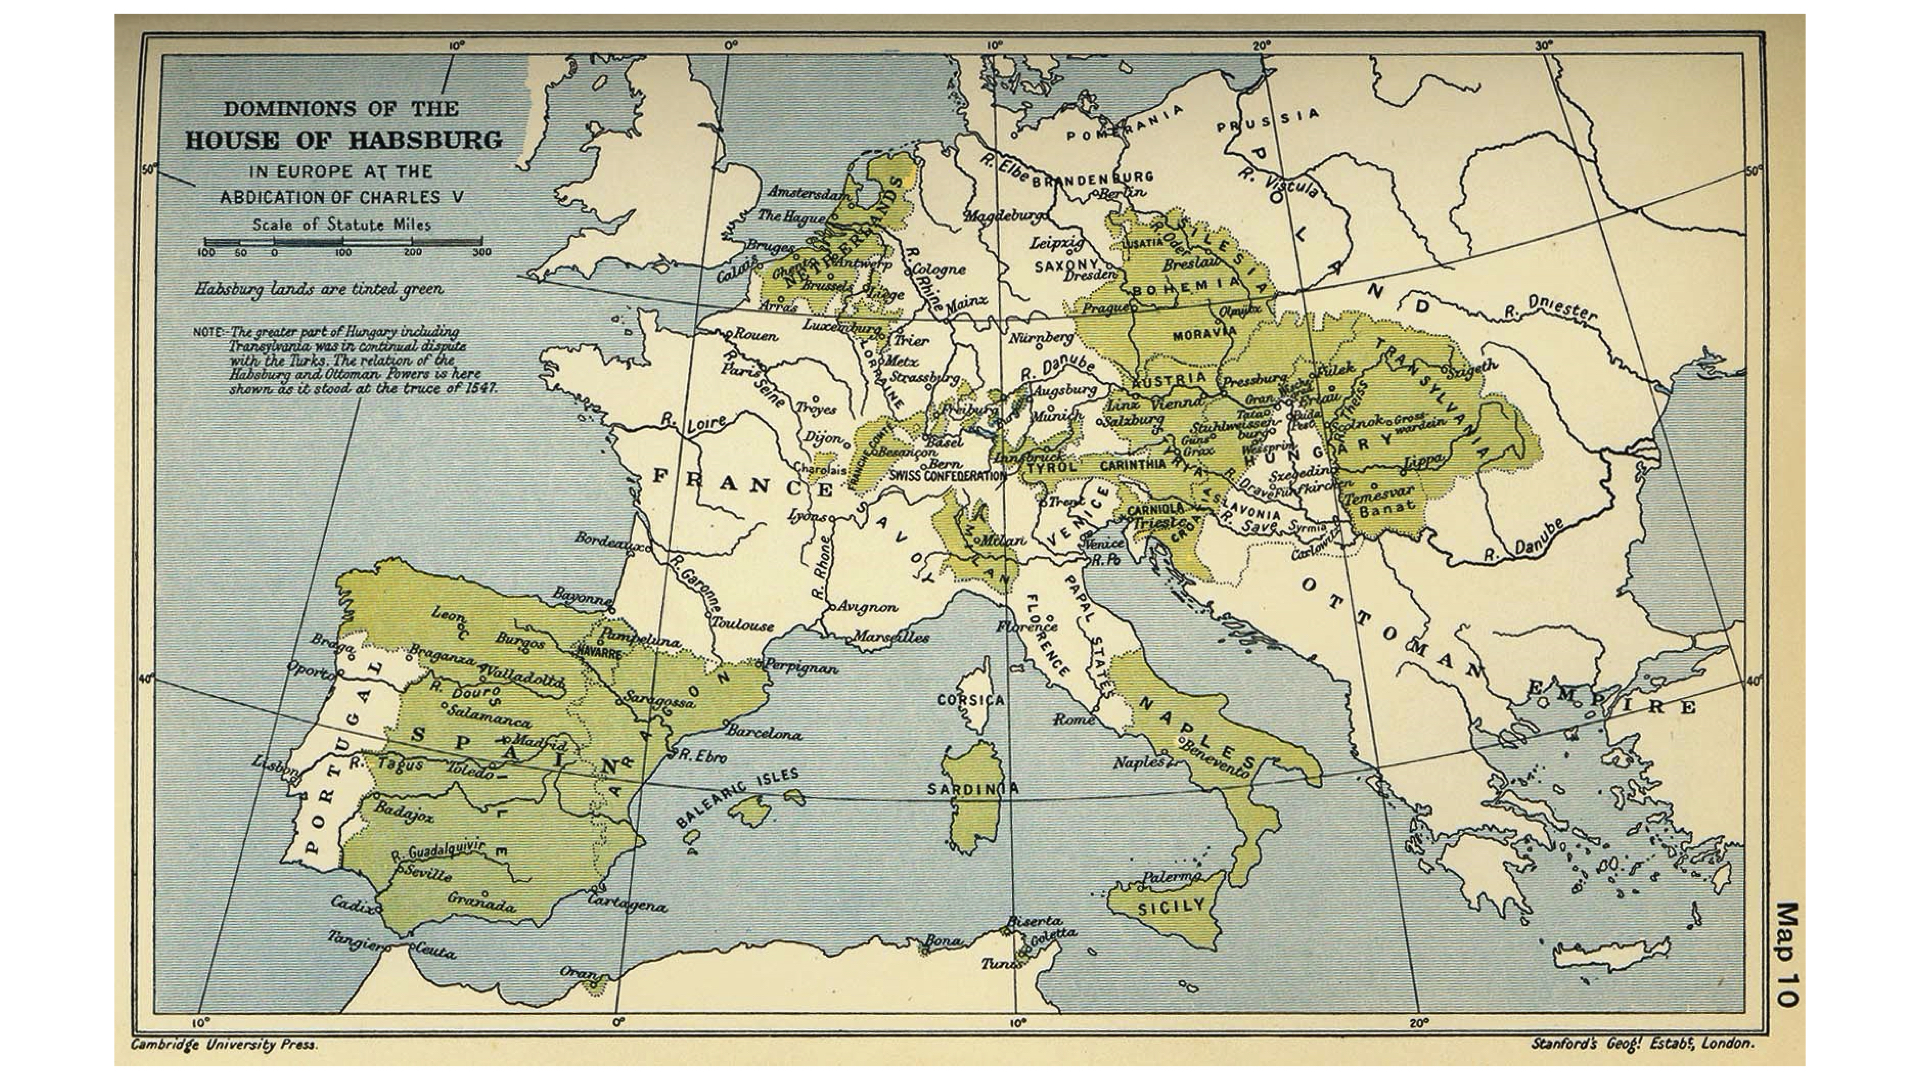 10° 0° 10° 20° 30°
DOMINIONS OF THE
HOUSE OF HABSBURG
IN EUROPE AT THE
ABDICATION OF CHARLES V
Scale of Statute Miles
100 50 0 100 200 300
Habsburg lands are tinted green
NOTE:-The greater part of Hungary including
Transylvania was in continual dispute
with the Turks. The relation of the
Habsburg and Ottoman Powers is here
shown as it stood at the truce of 1547.
50°
50°
POMERANIA
PRUSSIA
POLAND
R. Elbe
BRANDENBURG
Berlin
R. Vistula
Amsterdam
The Hague
NETHERLANDS
Magdeburg
Bruges
Calais
Ghent
Antwerp
Brussels
Liege
Arras
Cologne
R. Rhine
Mainz
Leipzig
SAXONY
Dresden
LUSATIA
R. Oder
SILESIA
Breslau
BOHEMIA
Prague
Olmütz
MORAVIA
R. Dniester
Rouen
Luxemburg
Trier
Nürnberg
Metz
LORRAINE
Strassburg
R. Danube
Augsburg
Munich
AUSTRIA
Linz
Vienna
Salzburg
Pressburg
Fülek
TRANSYLVANIA
Szigeth
Paris
R. Seine
Troyes
R. Loire
Dijon
Freiburg
Basel
FRANCHE COMTÉ
Besançon
Bern
SWISS CONFEDERATION
Charolais
Innsbruck
TYROL
CARINTHIA
STYRIA
Gran
Erlau
Tata
Buda
Pest
Stuhlweissenburg
Güns
Graz
Weszprim
R. Theiss
Szolnok
Grosswardein
HUNGARY
Lippa
Szegedin
R. Drave
Fünfkirchen
Temesvar
Banat
FRANCE
Lyons
SAVOY
MILAN
Milan
Trent
VENICE
Venice
R. Po
CARNIOLA
Trieste
CROATIA
SLAVONIA
R. Save
Syrmia
Carlowitz
R. Danube
Bordeaux
R. Garonne
R. Rhone
Bayonne
Toulouse
Avignon
Marseilles
Florence
FLORENCE
PAPAL STATES
OTTOMAN EMPIRE
Leon
Burgos
Pampeluna
NAVARRE
Perpignan
Braga
Braganza
Valladolid
Oporto
R. Douro
Salamanca
Saragossa
ARAGON
Barcelona
R. Ebro
CORSICA
Rome
NAPLES
Benevento
Naples
40°
40°
PORTUGAL
SPAIN
CASTILE
Madrid
Lisbon
R. Tagus
Toledo
Badajoz
BALEARIC ISLES
SARDINIA
R. Guadalquivir
Seville
Granada
Cadiz
Cartagena
Palermo
SICILY
Tangier
Ceuta
Oran
Bona
Biserta
Goletta
Tunis
10° 0° 10° 20°
Cambridge University Press.
Stanford's Geog! Estabt, London.
Map 10